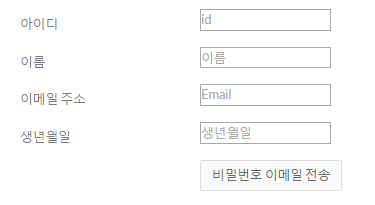 아이디 id
이름 이름
이메일 주소 Email
생년월일 생년월일
비밀번호 이메일 전송